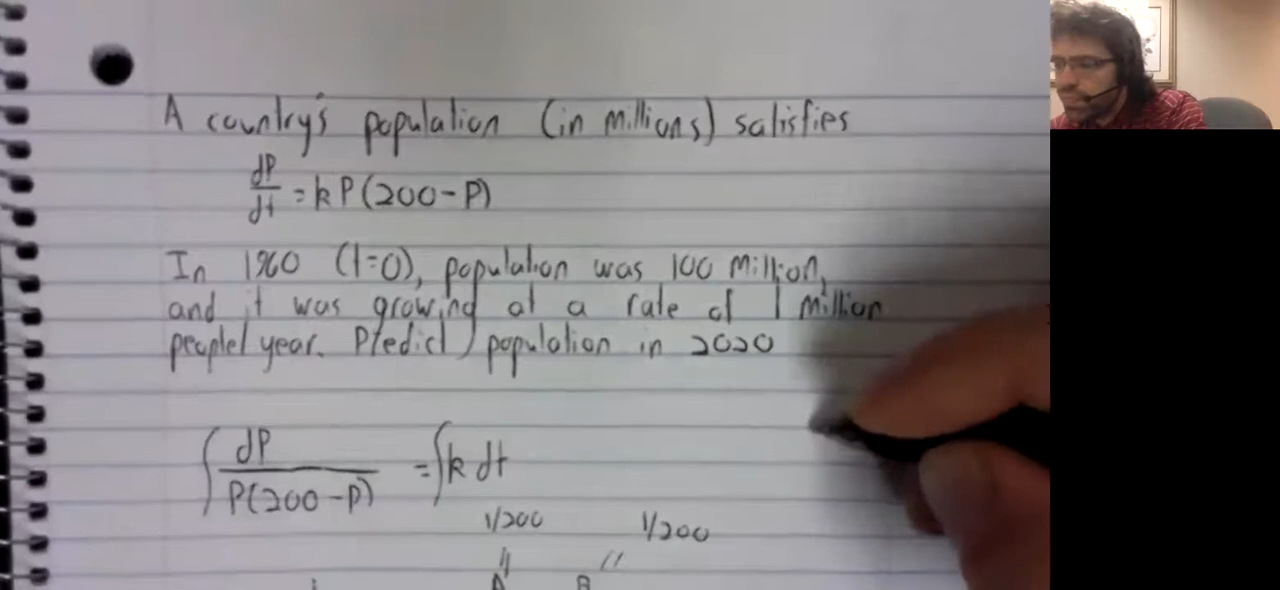 A country's population (in millions) satisfies
dP/dt = kP(200-P)
In 1960 (t=0), population was 100 million,
and it was growing at a rate of 1 million
people/year. Predict population in 2020
∫ dP/P(200-P) = ∫k dt
1/200 1/200
" "
A B